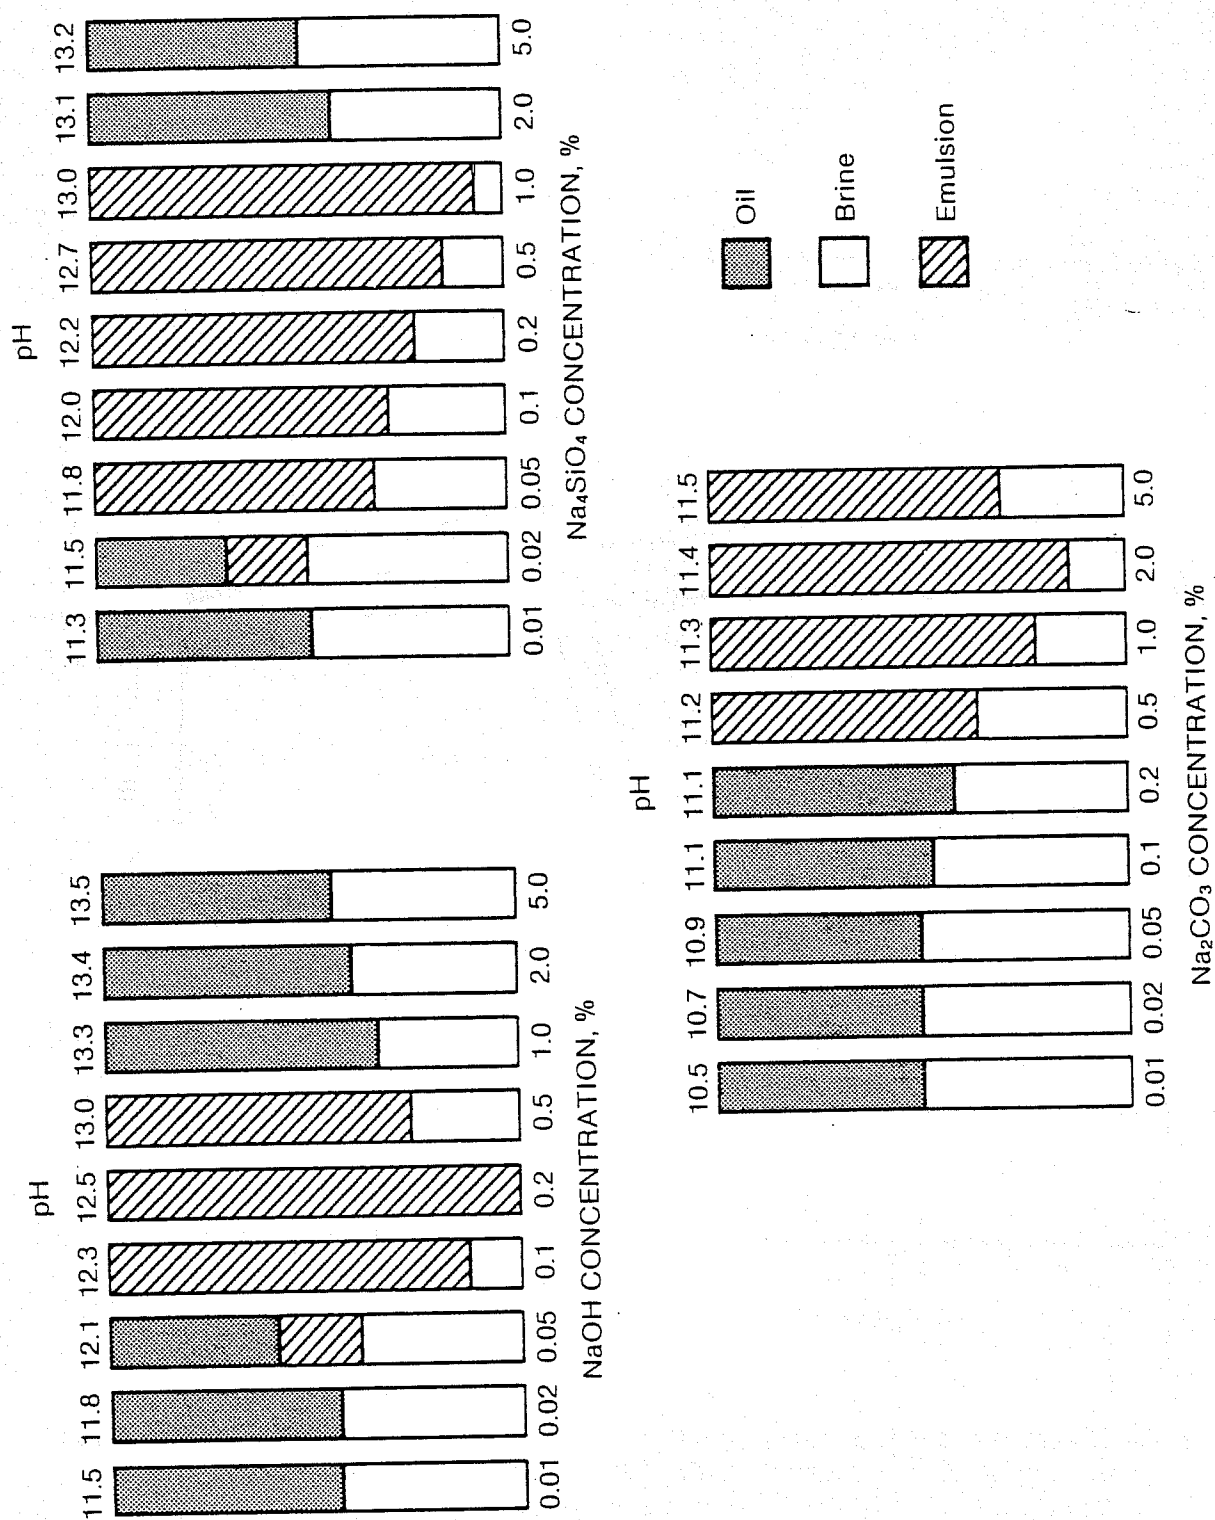 pH
11.5 11.8 12.1 12.3 12.5 13.0 13.3 13.4 13.5
0.01 0.02 0.05 0.1 0.2 0.5 1.0 2.0 5.0
NaOH CONCENTRATION, %
pH
11.3 11.5 11.8 12.0 12.2 12.7 13.0 13.1 13.2
0.01 0.02 0.05 0.1 0.2 0.5 1.0 2.0 5.0
Na₄SiO₄ CONCENTRATION, %
pH
10.5 10.7 10.9 11.1 11.1 11.2 11.3 11.4 11.5
0.01 0.02 0.05 0.1 0.2 0.5 1.0 2.0 5.0
Na₂CO₃ CONCENTRATION, %
Oil
Brine
Emulsion